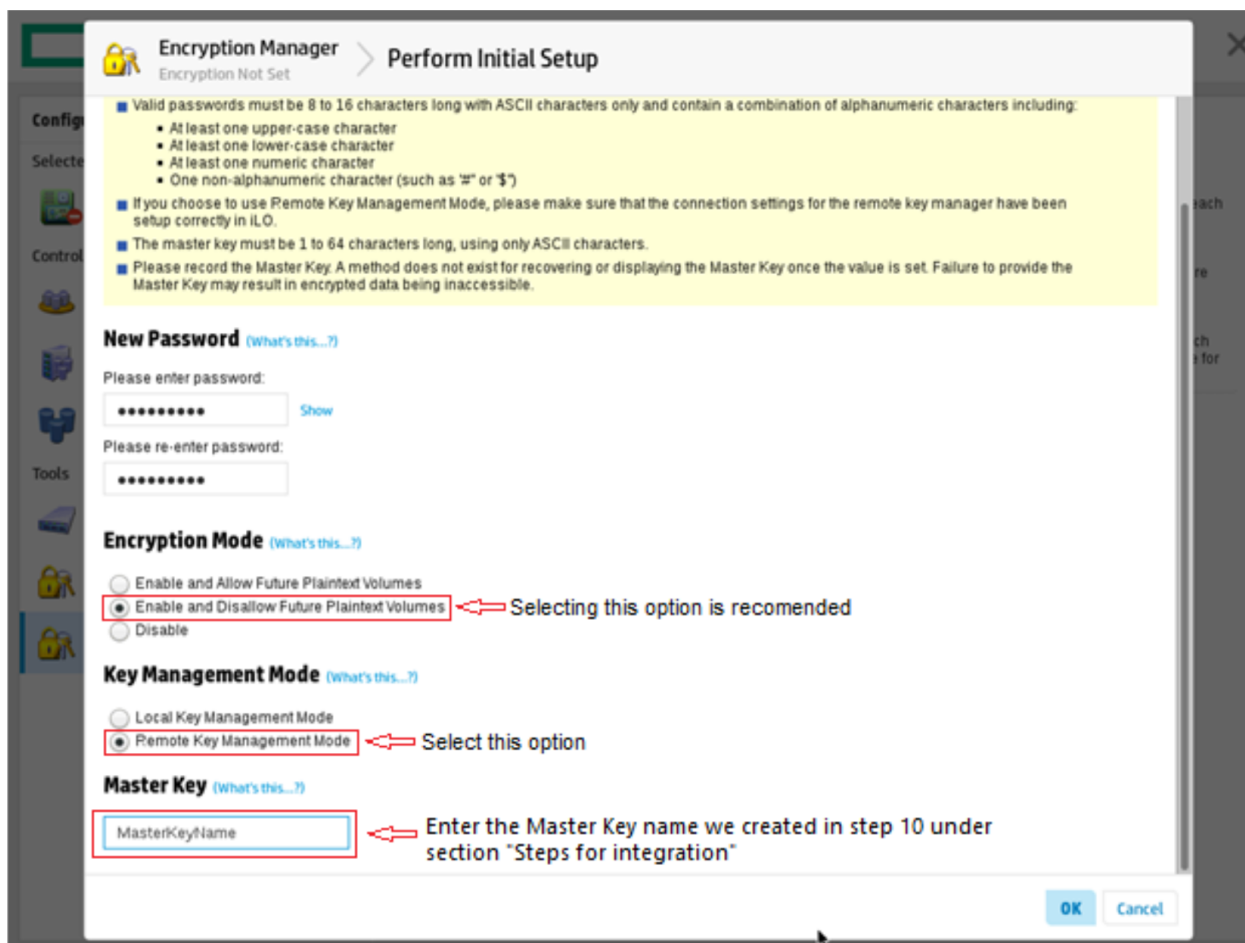 Encryption Manager
Encryption Not Set
Perform Initial Setup
Valid passwords must be 8 to 16 characters long with ASCII characters only and contain a combination of alphanumeric characters including:
At least one upper-case character
At least one lower-case character
At least one numeric character
One non-alphanumeric character (such as '#' or '$')
If you choose to use Remote Key Management Mode, please make sure that the connection settings for the remote key manager have been
setup correctly in iLO.
The master key must be 1 to 64 characters long, using only ASCII characters.
Please record the Master Key. A method does not exist for recovering or displaying the Master Key once the value is set. Failure to provide the
Master Key may result in encrypted data being inaccessible.
New Password (What's this...?)
Please enter password:
Show
Please re-enter password:
Encryption Mode (What's this...?)
Enable and Allow Future Plaintext Volumes
Enable and Disallow Future Plaintext Volumes
Selecting this option is recomended
Disable
Key Management Mode (What's this...?)
Local Key Management Mode
Remote Key Management Mode
Select this option
Master Key (What's this...?)
MasterKeyName
Enter the Master Key name we created in step 10 under
section "Steps for integration"
OK
Cancel
Tools